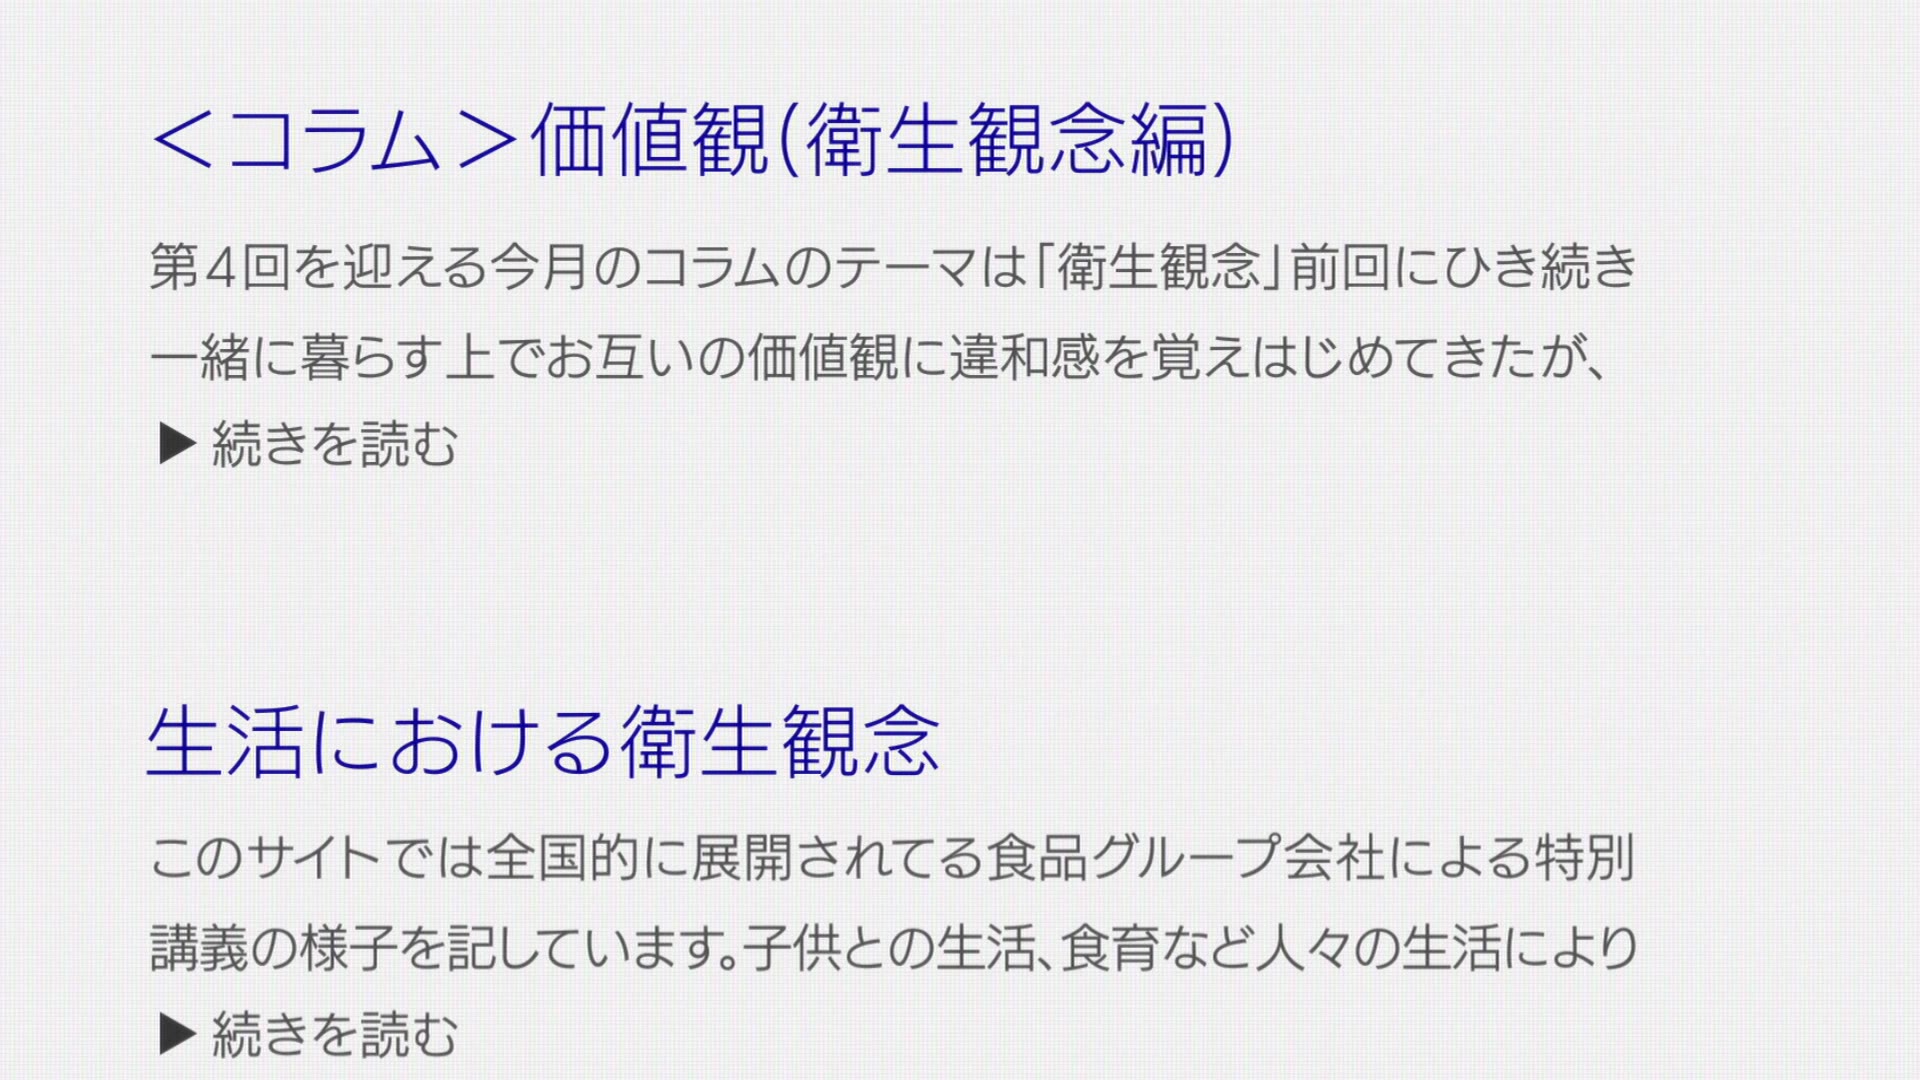 ＜コラム＞価値観(衛生観念編)
第4回を迎える今月のコラムのテーマは「衛生観念」前回にひき続き
一緒に暮らす上でお互いの価値観に違和感を覚えはじめてきたが、
▶ 続きを読む
生活における衛生観念
このサイトでは全国的に展開されてる食品グループ会社による特別
講義の様子を記しています。子供との生活、食育など人々の生活により
▶ 続きを読む